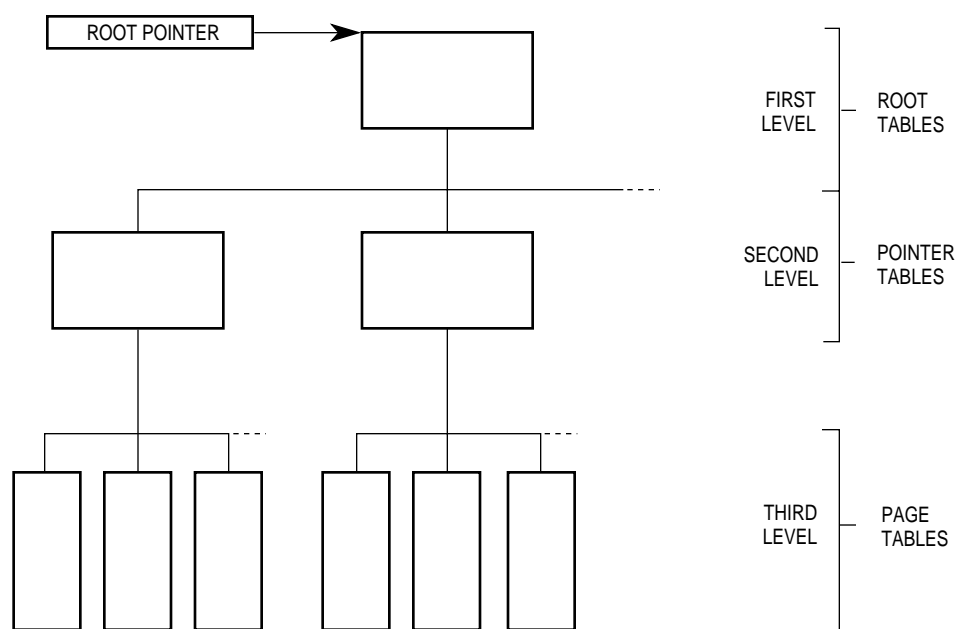 ROOT POINTER
FIRST
LEVEL
ROOT
TABLES
SECOND
LEVEL
POINTER
TABLES
THIRD
LEVEL
PAGE
TABLES